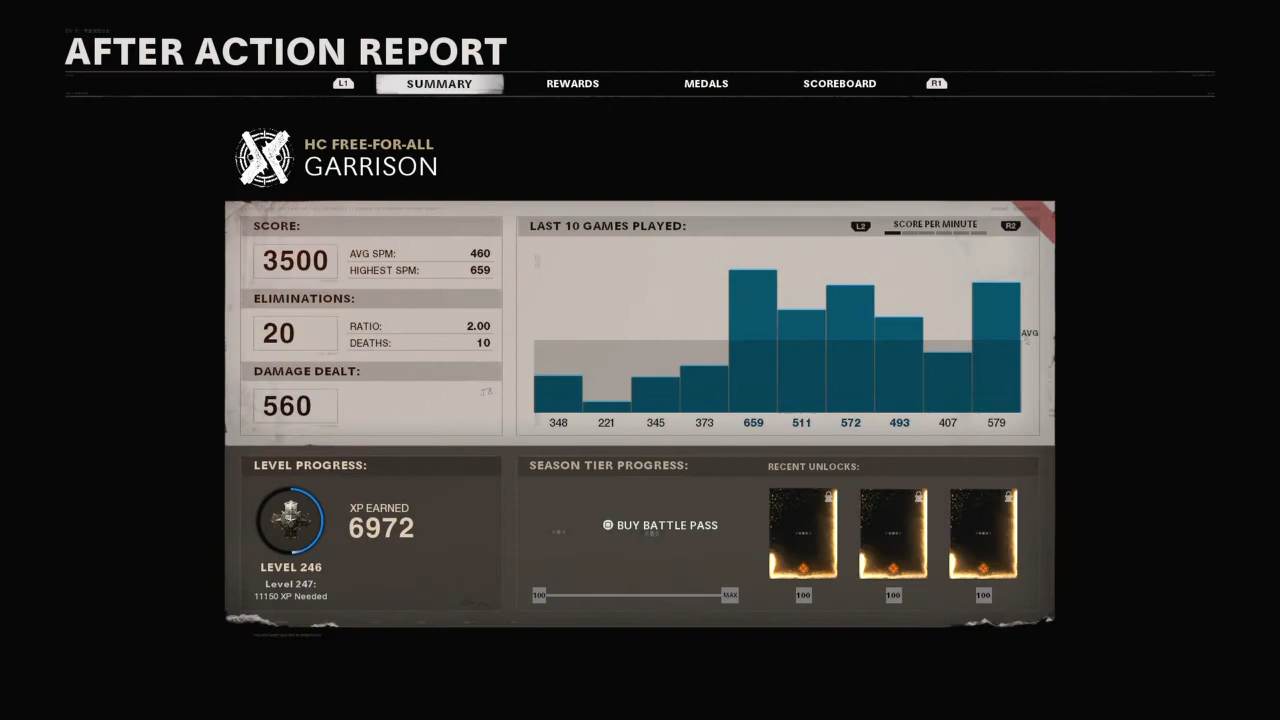 AFTER ACTION REPORT
L1 SUMMARY REWARDS MEDALS SCOREBOARD R1
HC FREE-FOR-ALL
GARRISON
SCORE:
3500
AVG SPM: 460
HIGHEST SPM: 659
ELIMINATIONS:
20
RATIO: 2.00
DEATHS: 10
DAMAGE DEALT:
560
LAST 10 GAMES PLAYED: L2 SCORE PER MINUTE R2
AVG
348 221 345 373 659 511 572 493 407 579
LEVEL PROGRESS:
XP EARNED
6972
LEVEL 246
Level 247:
11150 XP Needed
SEASON TIER PROGRESS:
BUY BATTLE PASS
100 MAX
RECENT UNLOCKS:
100 100 100